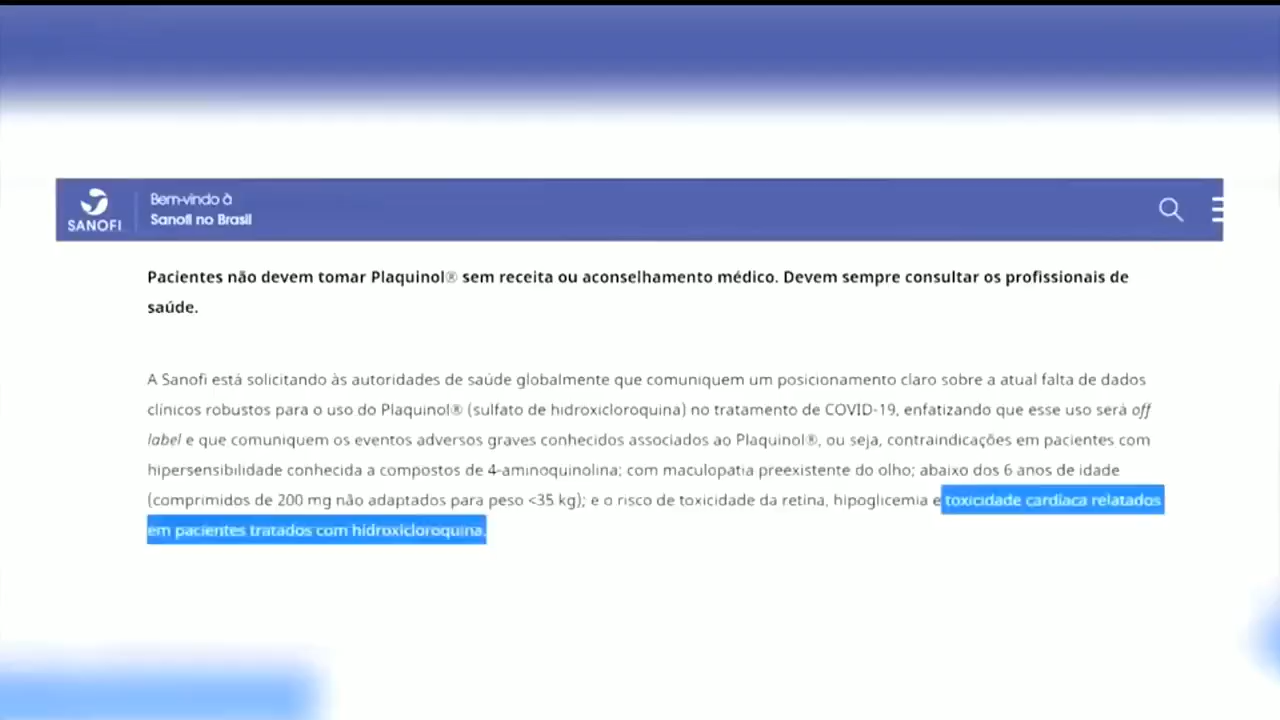 SANOFI
Bem-vindo à
Sanofi no Brasil
Pacientes não devem tomar Plaquinol® sem receita ou aconselhamento médico. Devem sempre consultar os profissionais de
saúde.
A Sanofi está solicitando às autoridades de saúde globalmente que comuniquem um posicionamento claro sobre a atual falta de dados
clínicos robustos para o uso do Plaquinol® (sulfato de hidroxicloroquina) no tratamento de COVID-19, enfatizando que esse uso será off
label e que comuniquem os eventos adversos graves conhecidos associados ao Plaquinol®, ou seja, contraindicações em pacientes com
hipersensibilidade conhecida a compostos de 4-aminoquinolina; com maculopatia preexistente do olho; abaixo dos 6 anos de idade
(comprimidos de 200 mg não adaptados para peso <35 kg); e o risco de toxicidade da retina, hipoglicemia e toxicidade cardíaca relatados
em pacientes tratados com hidroxicloroquina.